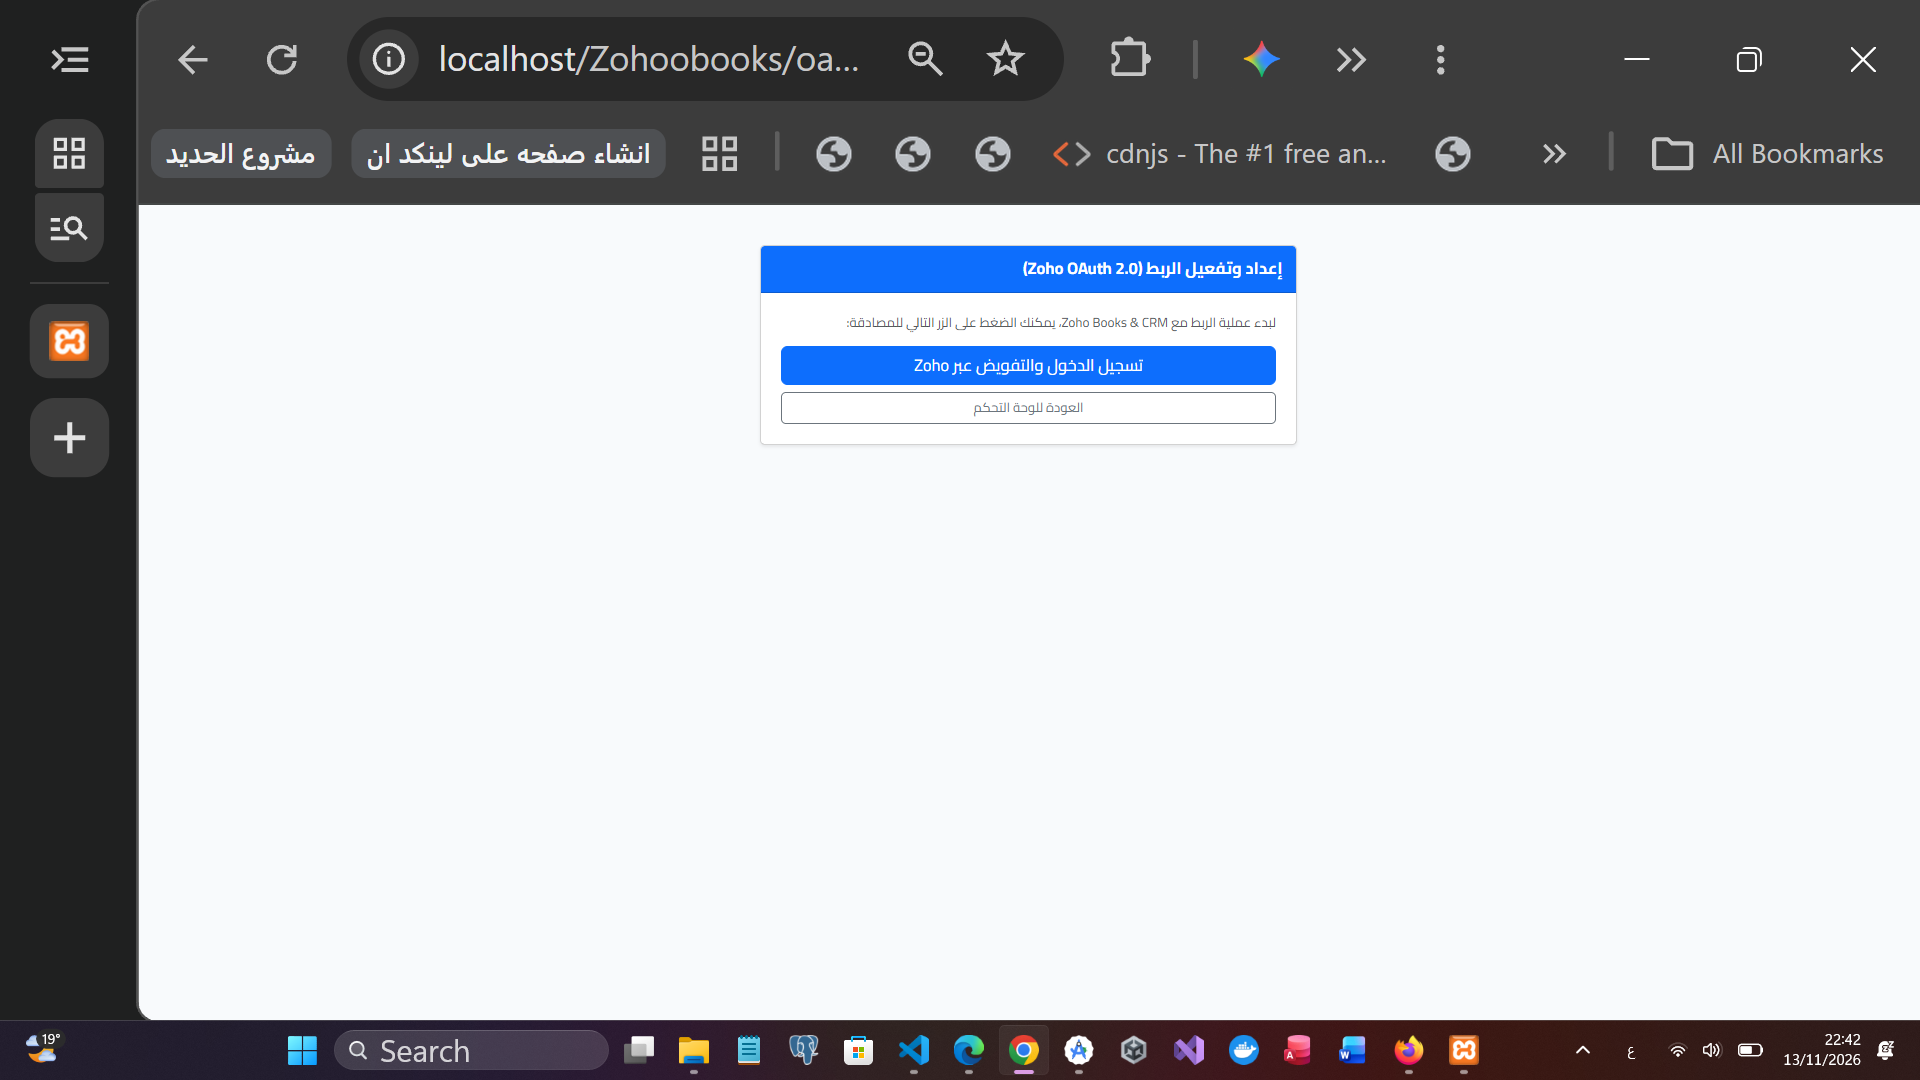 localhost/Zohoobooks/oa...
مشروع الحديد
انشاء صفحه على لينكد ان
cdnjs - The #1 free an...
All Bookmarks
إعداد وتفعيل الربط (Zoho OAuth 2.0)
لبدء عملية الربط مع Zoho Books & CRM، يمكنك الضغط على الزر التالي للمصادقة:
تسجيل الدخول والتفويض عبر Zoho
العودة للوحة التحكم
19°
Search
ع
22:42
13/11/2026